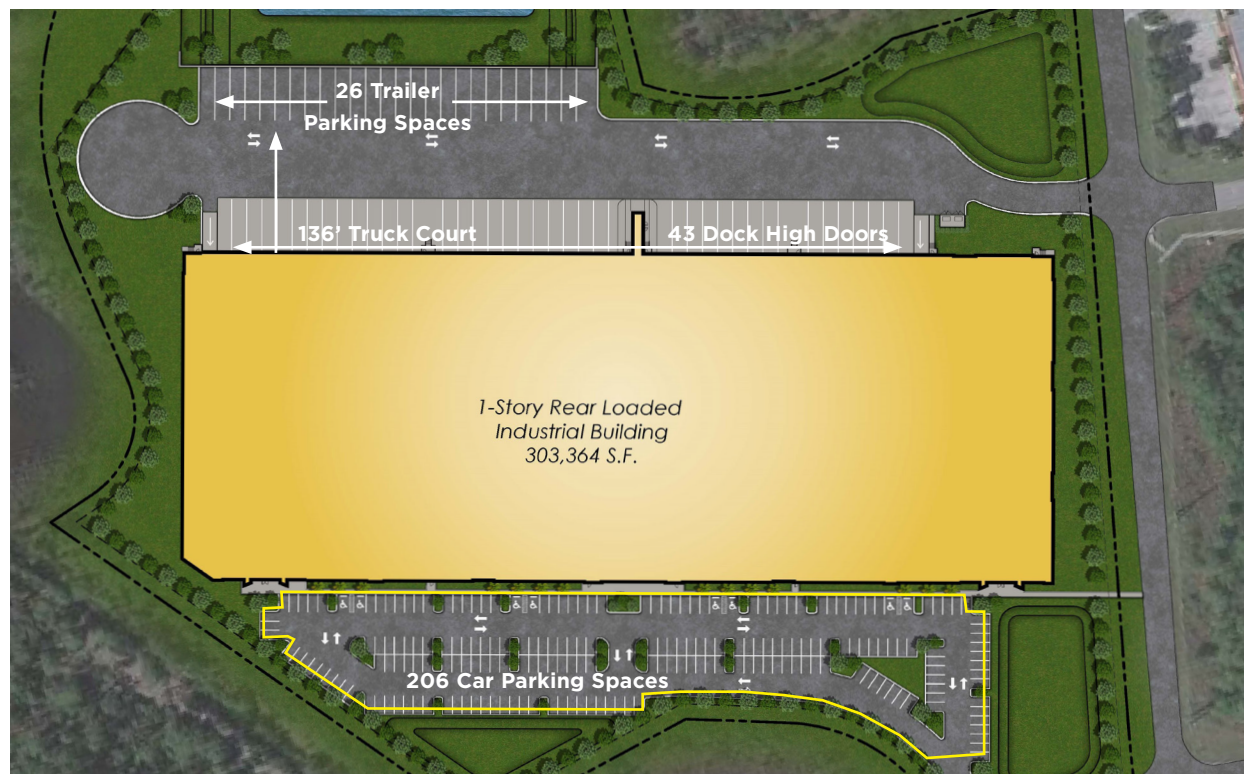 26 Trailer
Parking Spaces
136’ Truck Court
43 Dock High Doors
1-Story Rear Loaded
Industrial Building
303,364 S.F.
206 Car Parking Spaces